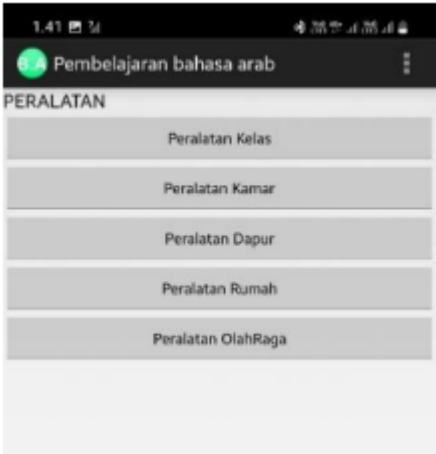 1.41
B.A Pembelajaran bahasa arab
PERALATAN
Peralatan Kelas
Peralatan Kamar
Peralatan Dapur
Peralatan Rumah
Peralatan OlahRaga